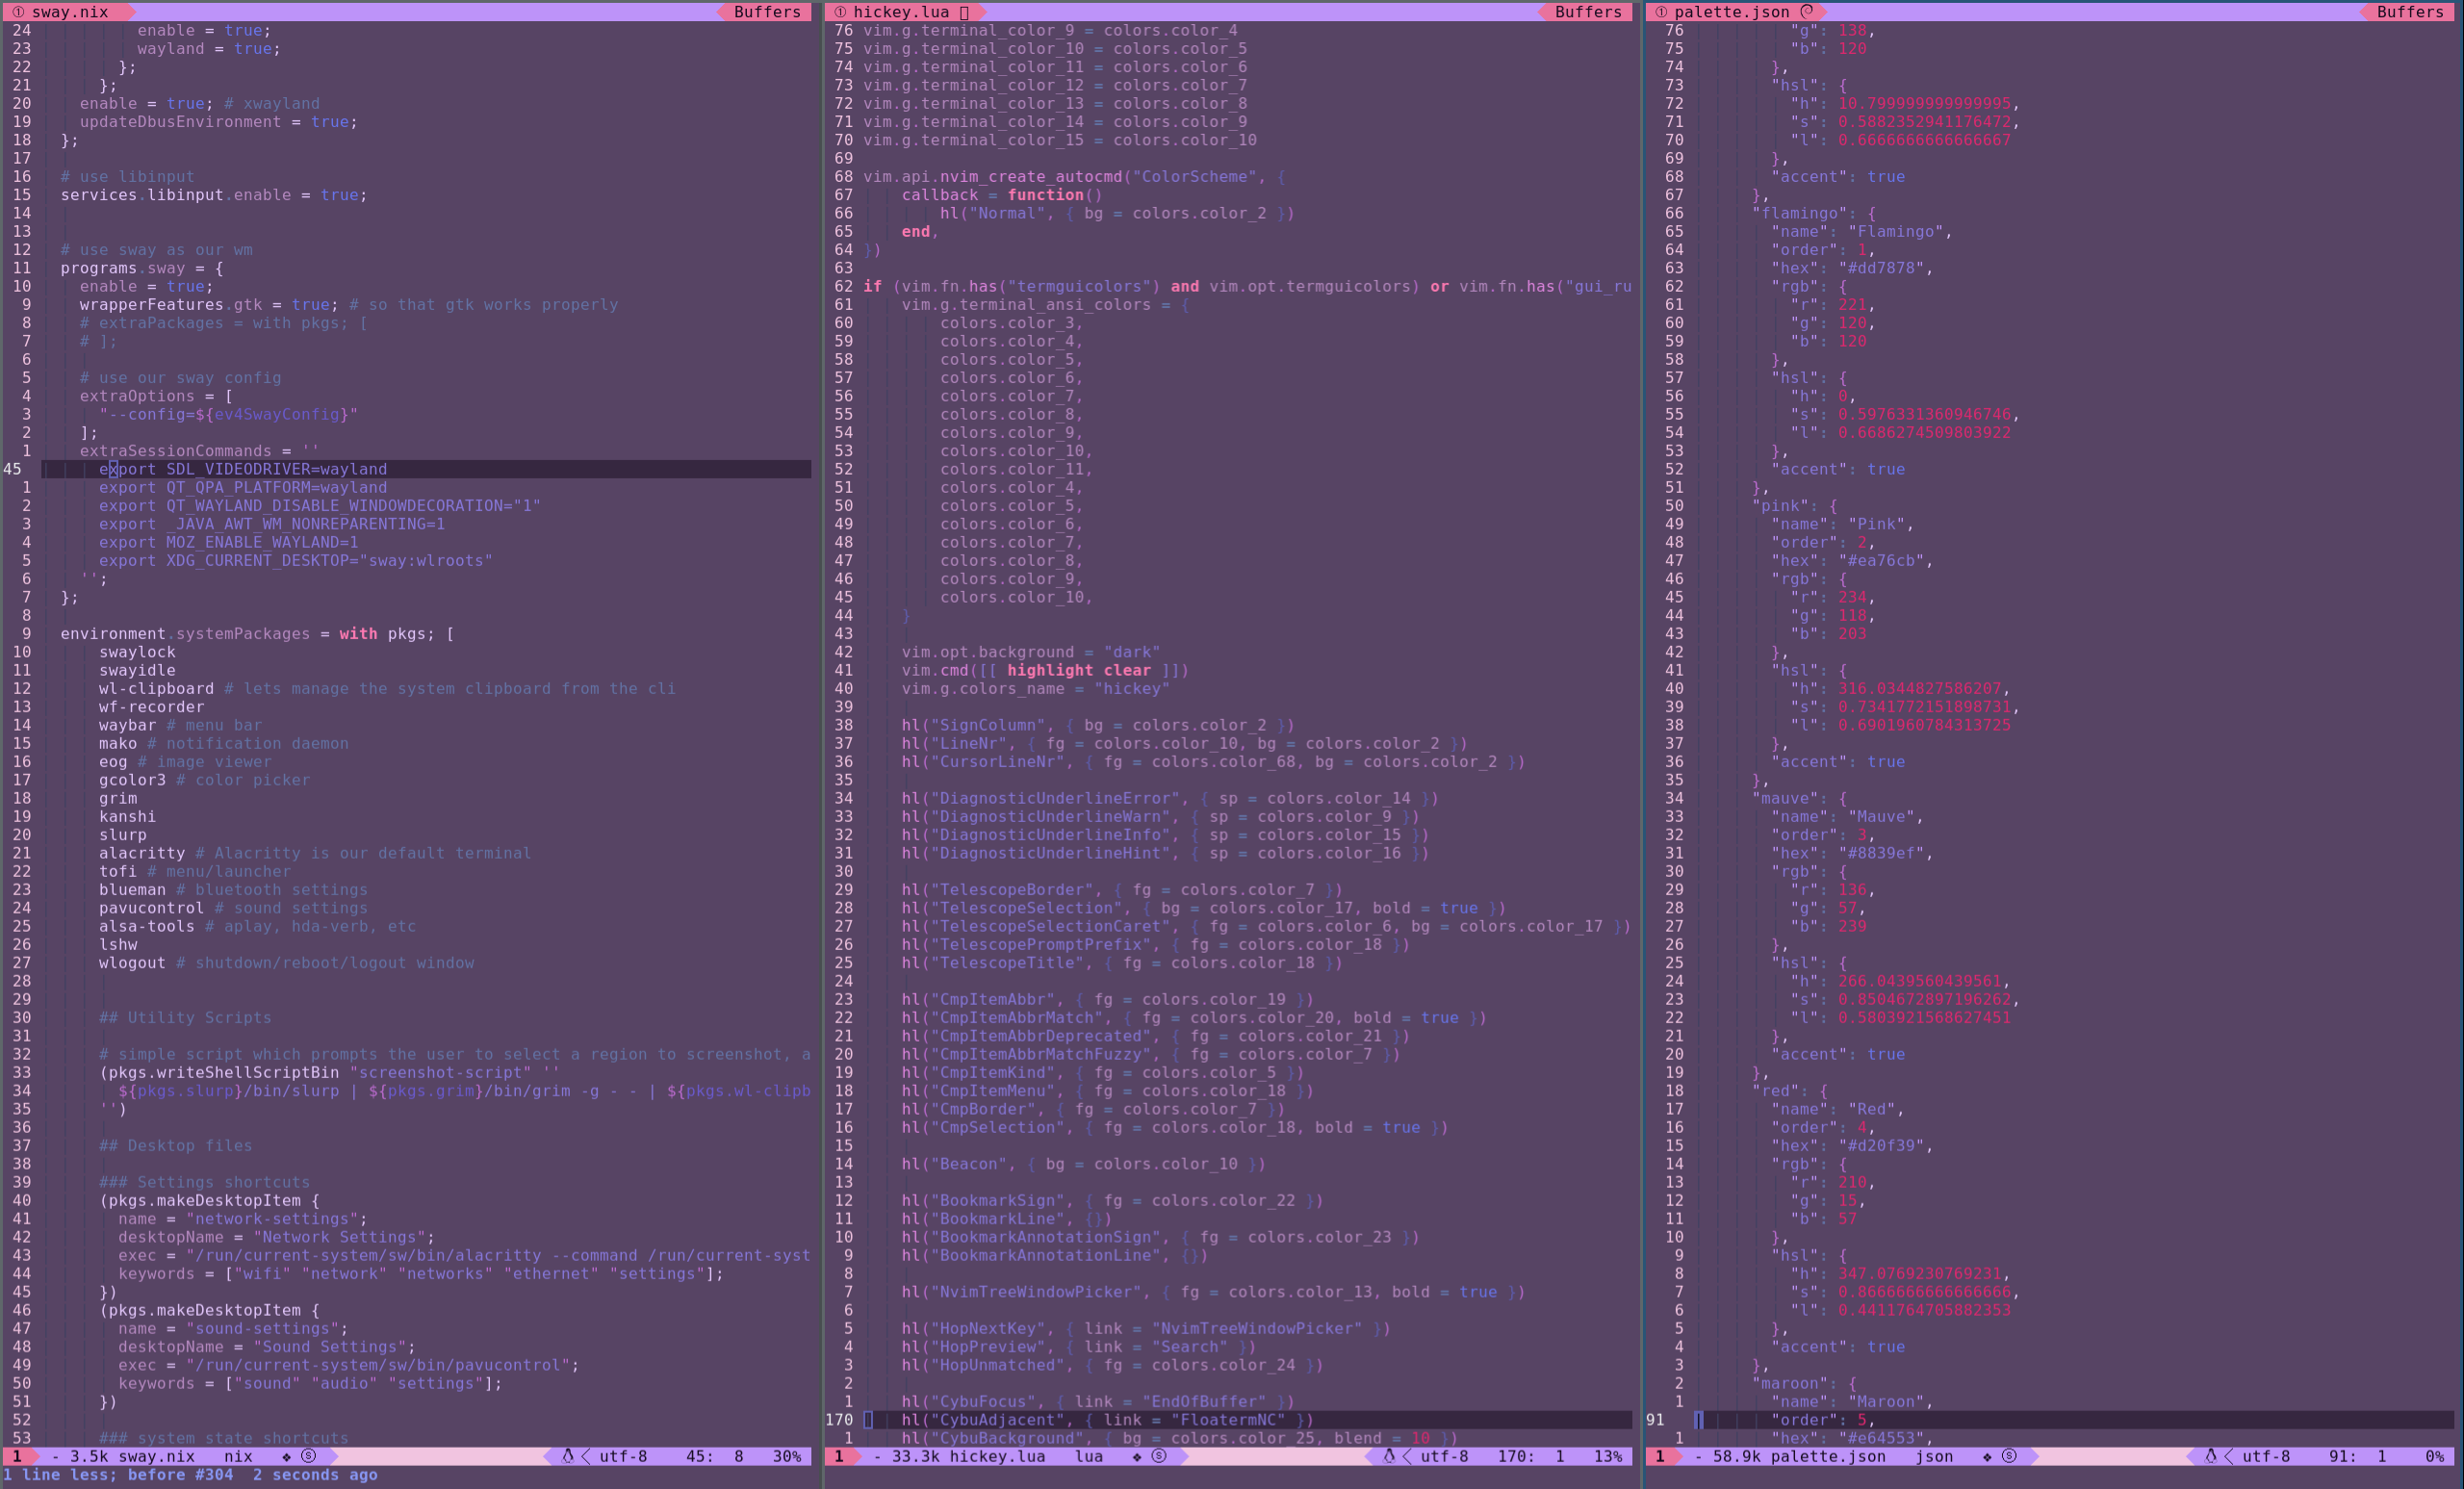 ① sway.nix Buffers
24 enable = true;
23 wayland = true;
22 };
21 };
20 enable = true; # xwayland
19 updateDbusEnvironment = true;
18 };
17
16 # use libinput
15 services.libinput.enable = true;
14
13
12 # use sway as our wm
11 programs.sway = {
10 enable = true;
9 wrapperFeatures.gtk = true; # so that gtk works properly
8 # extraPackages = with pkgs; [
7 # ];
6
5 # use our sway config
4 extraOptions = [
3 "--config=${ev4SwayConfig}"
2 ];
1 extraSessionCommands = ''
45 export SDL_VIDEODRIVER=wayland
1 export QT_QPA_PLATFORM=wayland
2 export QT_WAYLAND_DISABLE_WINDOWDECORATION="1"
3 export _JAVA_AWT_WM_NONREPARENTING=1
4 export MOZ_ENABLE_WAYLAND=1
5 export XDG_CURRENT_DESKTOP="sway:wlroots"
6 '';
7 };
8
9 environment.systemPackages = with pkgs; [
10 swaylock
11 swayidle
12 wl-clipboard # lets manage the system clipboard from the cli
13 wf-recorder
14 waybar # menu bar
15 mako # notification daemon
16 eog # image viewer
17 gcolor3 # color picker
18 grim
19 kanshi
20 slurp
21 alacritty # Alacritty is our default terminal
22 tofi # menu/launcher
23 blueman # bluetooth settings
24 pavucontrol # sound settings
25 alsa-tools # aplay, hda-verb, etc
26 lshw
27 wlogout # shutdown/reboot/logout window
28
29
30 ## Utility Scripts
31
32 # simple script which prompts the user to select a region to screenshot, a
33 (pkgs.writeShellScriptBin "screenshot-script" ''
34 ${pkgs.slurp}/bin/slurp | ${pkgs.grim}/bin/grim -g - - | ${pkgs.wl-clipb
35 '')
36
37 ## Desktop files
38
39 ### Settings shortcuts
40 (pkgs.makeDesktopItem {
41 name = "network-settings";
42 desktopName = "Network Settings";
43 exec = "/run/current-system/sw/bin/alacritty --command /run/current-syst
44 keywords = ["wifi" "network" "networks" "ethernet" "settings"];
45 })
46 (pkgs.makeDesktopItem {
47 name = "sound-settings";
48 desktopName = "Sound Settings";
49 exec = "/run/current-system/sw/bin/pavucontrol";
50 keywords = ["sound" "audio" "settings"];
51 })
52
53 ### system state shortcuts
1 - 3.5k sway.nix nix ❖ ⓢ utf-8 45: 8 30%
1 line less; before #304 2 seconds ago
① hickey.lua Buffers
76 vim.g.terminal_color_9 = colors.color_4
75 vim.g.terminal_color_10 = colors.color_5
74 vim.g.terminal_color_11 = colors.color_6
73 vim.g.terminal_color_12 = colors.color_7
72 vim.g.terminal_color_13 = colors.color_8
71 vim.g.terminal_color_14 = colors.color_9
70 vim.g.terminal_color_15 = colors.color_10
69
68 vim.api.nvim_create_autocmd("ColorScheme", {
67 callback = function()
66 hl("Normal", { bg = colors.color_2 })
65 end,
64 })
63
62 if (vim.fn.has("termguicolors") and vim.opt.termguicolors) or vim.fn.has("gui_ru
61 vim.g.terminal_ansi_colors = {
60 colors.color_3,
59 colors.color_4,
58 colors.color_5,
57 colors.color_6,
56 colors.color_7,
55 colors.color_8,
54 colors.color_9,
53 colors.color_10,
52 colors.color_11,
51 colors.color_4,
50 colors.color_5,
49 colors.color_6,
48 colors.color_7,
47 colors.color_8,
46 colors.color_9,
45 colors.color_10,
44 }
43
42 vim.opt.background = "dark"
41 vim.cmd([[ highlight clear ]])
40 vim.g.colors_name = "hickey"
39
38 hl("SignColumn", { bg = colors.color_2 })
37 hl("LineNr", { fg = colors.color_10, bg = colors.color_2 })
36 hl("CursorLineNr", { fg = colors.color_68, bg = colors.color_2 })
35
34 hl("DiagnosticUnderlineError", { sp = colors.color_14 })
33 hl("DiagnosticUnderlineWarn", { sp = colors.color_9 })
32 hl("DiagnosticUnderlineInfo", { sp = colors.color_15 })
31 hl("DiagnosticUnderlineHint", { sp = colors.color_16 })
30
29 hl("TelescopeBorder", { fg = colors.color_7 })
28 hl("TelescopeSelection", { bg = colors.color_17, bold = true })
27 hl("TelescopeSelectionCaret", { fg = colors.color_6, bg = colors.color_17 })
26 hl("TelescopePromptPrefix", { fg = colors.color_18 })
25 hl("TelescopeTitle", { fg = colors.color_18 })
24
23 hl("CmpItemAbbr", { fg = colors.color_19 })
22 hl("CmpItemAbbrMatch", { fg = colors.color_20, bold = true })
21 hl("CmpItemAbbrDeprecated", { fg = colors.color_21 })
20 hl("CmpItemAbbrMatchFuzzy", { fg = colors.color_7 })
19 hl("CmpItemKind", { fg = colors.color_5 })
18 hl("CmpItemMenu", { fg = colors.color_18 })
17 hl("CmpBorder", { fg = colors.color_7 })
16 hl("CmpSelection", { fg = colors.color_18, bold = true })
15
14 hl("Beacon", { bg = colors.color_10 })
13
12 hl("BookmarkSign", { fg = colors.color_22 })
11 hl("BookmarkLine", {})
10 hl("BookmarkAnnotationSign", { fg = colors.color_23 })
9 hl("BookmarkAnnotationLine", {})
8
7 hl("NvimTreeWindowPicker", { fg = colors.color_13, bold = true })
6
5 hl("HopNextKey", { link = "NvimTreeWindowPicker" })
4 hl("HopPreview", { link = "Search" })
3 hl("HopUnmatched", { fg = colors.color_24 })
2
1 hl("CybuFocus", { link = "EndOfBuffer" })
170 hl("CybuAdjacent", { link = "FloatermNC" })
1 hl("CybuBackground", { bg = colors.color_25, blend = 10 })
1 - 33.3k hickey.lua lua ❖ ⓢ utf-8 170: 1 13%
① palette.json Buffers
76 "g": 138,
75 "b": 120
74 },
73 "hsl": {
72 "h": 10.799999999999995,
71 "s": 0.5882352941176472,
70 "l": 0.6666666666666667
69 },
68 "accent": true
67 },
66 "flamingo": {
65 "name": "Flamingo",
64 "order": 1,
63 "hex": "#dd7878",
62 "rgb": {
61 "r": 221,
60 "g": 120,
59 "b": 120
58 },
57 "hsl": {
56 "h": 0,
55 "s": 0.5976331360946746,
54 "l": 0.6686274509803922
53 },
52 "accent": true
51 },
50 "pink": {
49 "name": "Pink",
48 "order": 2,
47 "hex": "#ea76cb",
46 "rgb": {
45 "r": 234,
44 "g": 118,
43 "b": 203
42 },
41 "hsl": {
40 "h": 316.0344827586207,
39 "s": 0.7341772151898731,
38 "l": 0.6901960784313725
37 },
36 "accent": true
35 },
34 "mauve": {
33 "name": "Mauve",
32 "order": 3,
31 "hex": "#8839ef",
30 "rgb": {
29 "r": 136,
28 "g": 57,
27 "b": 239
26 },
25 "hsl": {
24 "h": 266.0439560439561,
23 "s": 0.8504672897196262,
22 "l": 0.5803921568627451
21 },
20 "accent": true
19 },
18 "red": {
17 "name": "Red",
16 "order": 4,
15 "hex": "#d20f39",
14 "rgb": {
13 "r": 210,
12 "g": 15,
11 "b": 57
10 },
9 "hsl": {
8 "h": 347.0769230769231,
7 "s": 0.8666666666666666,
6 "l": 0.4411764705882353
5 },
4 "accent": true
3 },
2 "maroon": {
1 "name": "Maroon",
91 "order": 5,
1 "hex": "#e64553",
1 - 58.9k palette.json json ❖ ⓢ utf-8 91: 1 0%